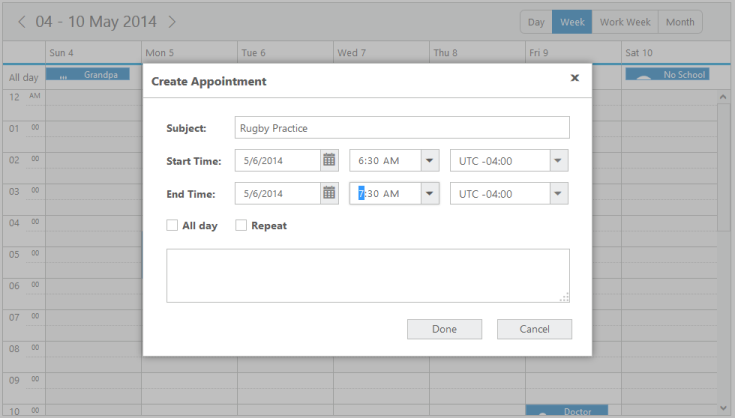 04 - 10 May 2014
Day Week Work Week Month
Sun 4 Mon 5 Tue 6 Wed 7 Thu 8 Fri 9 Sat 10
All day Grandpa No School
Create Appointment
Subject: Rugby Practice
Start Time: 5/6/2014 6:30 AM UTC -04:00
End Time: 5/6/2014 7:30 AM UTC -04:00
All day Repeat
Done Cancel
12 AM
01 00
02 00
03 00
04 00
05 00
06 00
07 00
08 00
09 00
10 00 Doctor